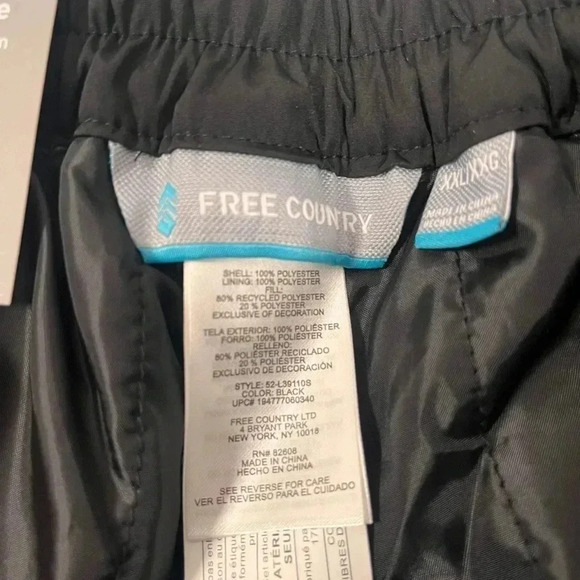 e
m
FREE COUNTRY
XXL/XXG
MADE IN CHINA
HECHO EN CHINA
SHELL: 100% POLYESTER
LINING: 100% POLYESTER
FILL:
80% RECYCLED POLYESTER
20 % POLYESTER
EXCLUSIVE OF DECORATION
TELA EXTERIOR: 100% POLIÉSTER
FORRO: 100% POLIÉSTER
RELLENO:
80% POLIÉSTER RECICLADO
20 % POLIÉSTER
EXCLUSIVO DE DECORACIÓN
STYLE: 52-L39110S
COLOR: BLACK
UPC# 194777060340
FREE COUNTRY LTD
4 BRYANT PARK
NEW YORK, NY 10018
RN# 82608
MADE IN CHINA
HECHO EN CHINA
SEE REVERSE FOR CARE
VER EL REVERSO PARA EL CUIDADO